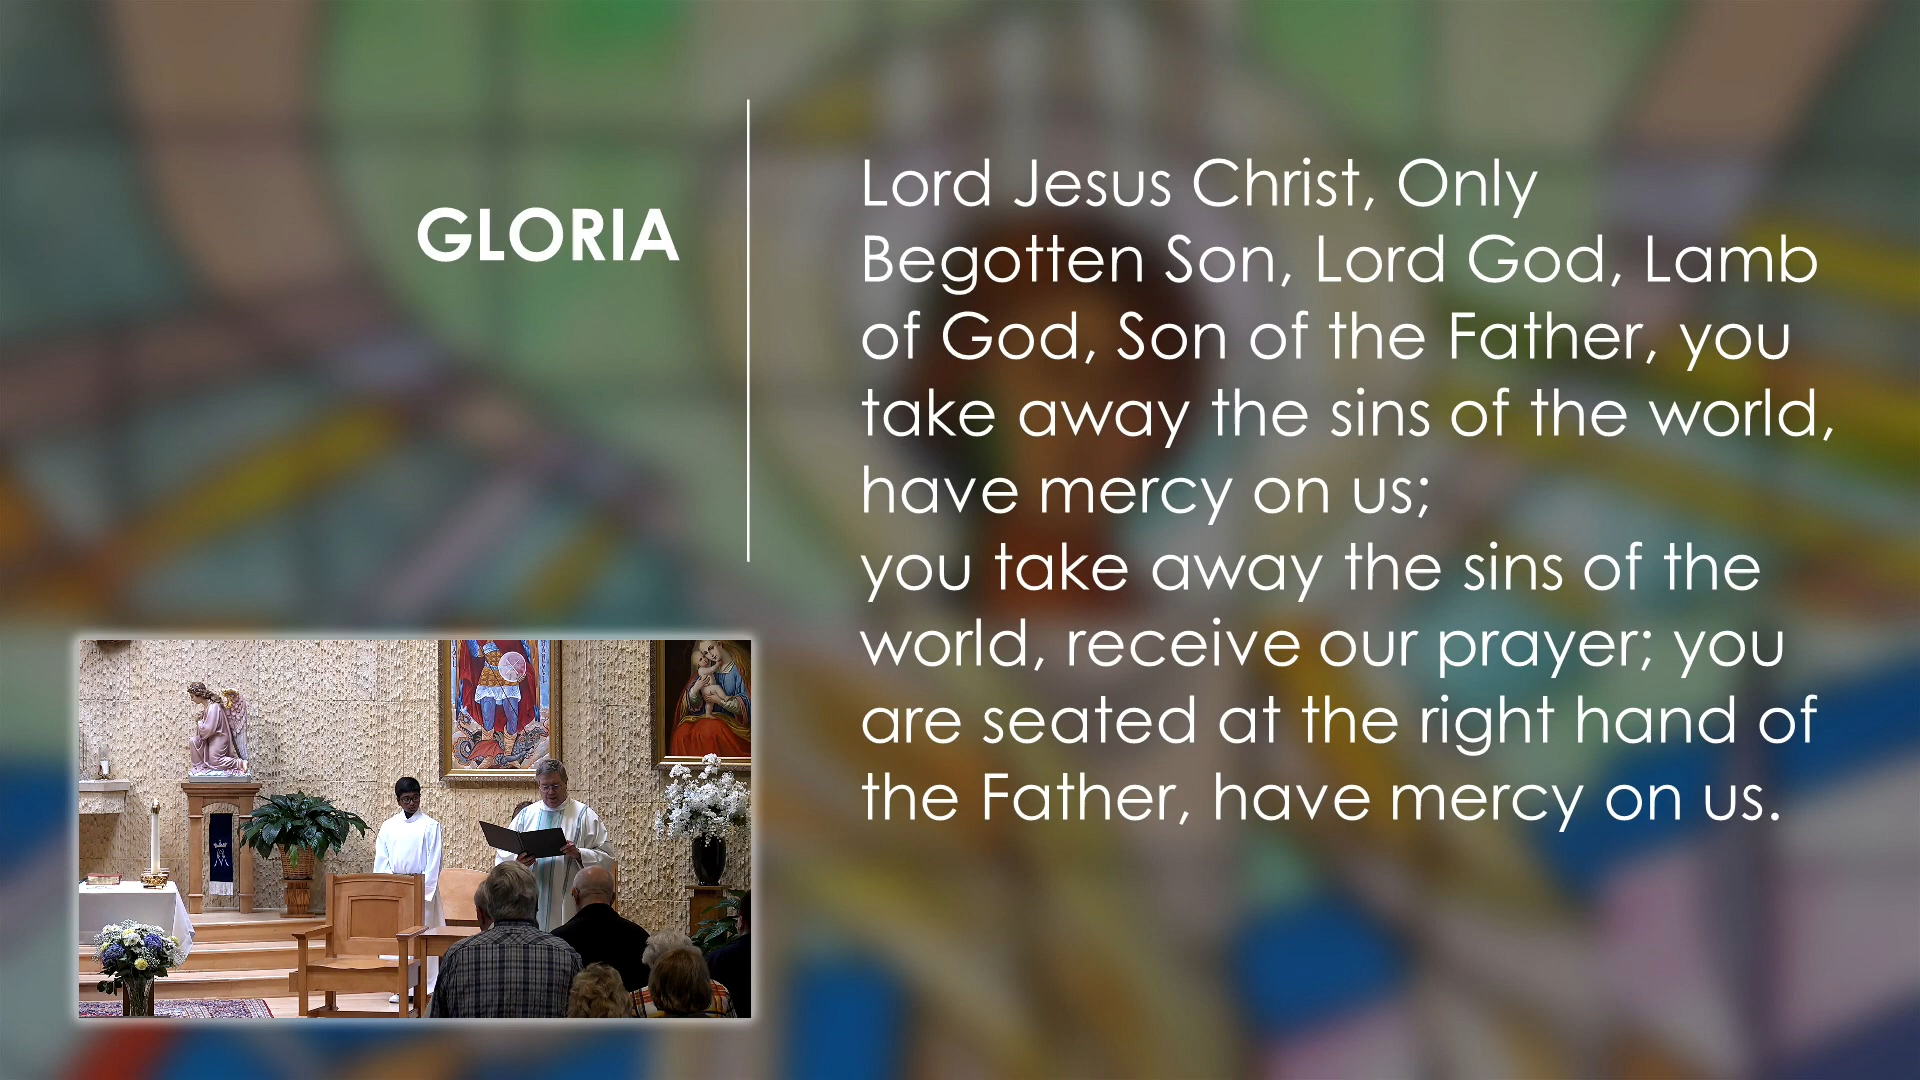 GLORIA
Lord Jesus Christ, Only
Begotten Son, Lord God, Lamb
of God, Son of the Father, you
take away the sins of the world,
have mercy on us;
you take away the sins of the
world, receive our prayer; you
are seated at the right hand of
the Father, have mercy on us.